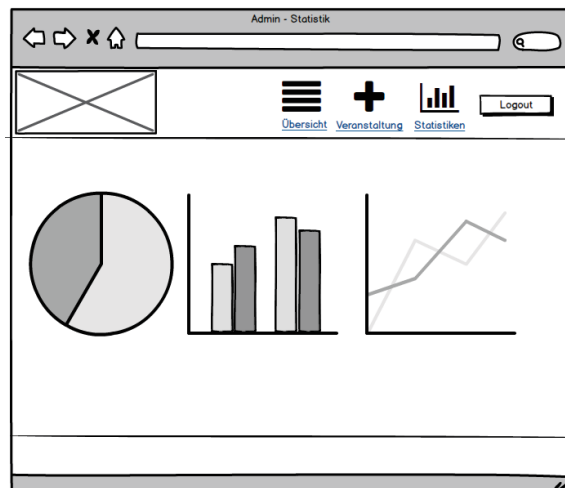 Admin - Statistik
Übersicht
Veranstaltung
Statistiken
Logout